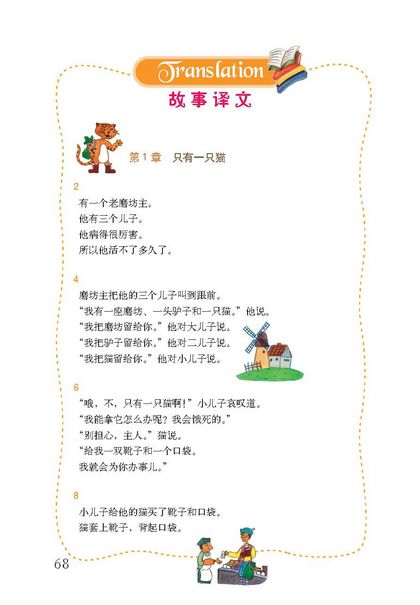 Translation
故事译文
第1章 只有一只猫
2
有一个老磨坊主。
他有三个儿子。
他病得很厉害。
所以他活不了多久了。
4
磨坊主把他的三个儿子叫到跟前。
“我有一座磨坊、一头驴子和一只猫。”他说。
“我把磨坊留给你。”他对大儿子说。
“我把驴子留给你。”他对二儿子说。
“我把猫留给你。”他对小儿子说。
6
“哦，不，只有一只猫啊！”小儿子哀叹道。
“我能拿它怎么办呢？我会饿死的。”
“别担心，主人。”猫说。
“给我一双靴子和一个口袋。
我就会为你办事儿。”
8
小儿子给他的猫买了靴子和口袋。
猫套上靴子，背起口袋。
68